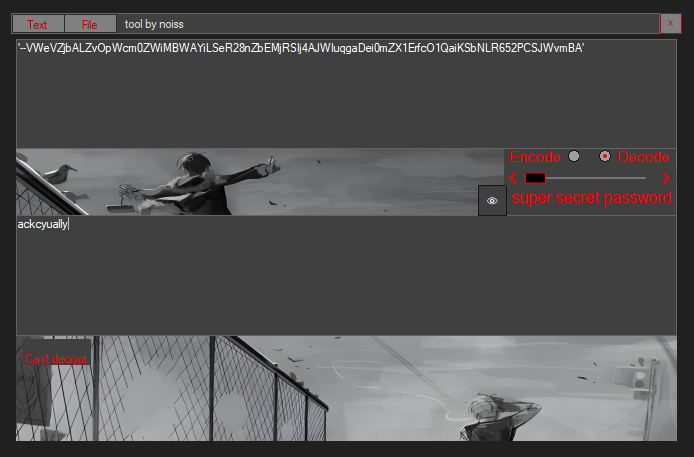 Text File tool by noiss X
'--VWeVZjbALZvOpWcm0ZWiMBWAYiLSeR28nZbEMjRSIj4AJWluqgaDei0mZX1ErfcO1QaiKSbNLR652PCSJWvmBA'
Encode Decode
super secret password
ackcyually
Can't decrypt